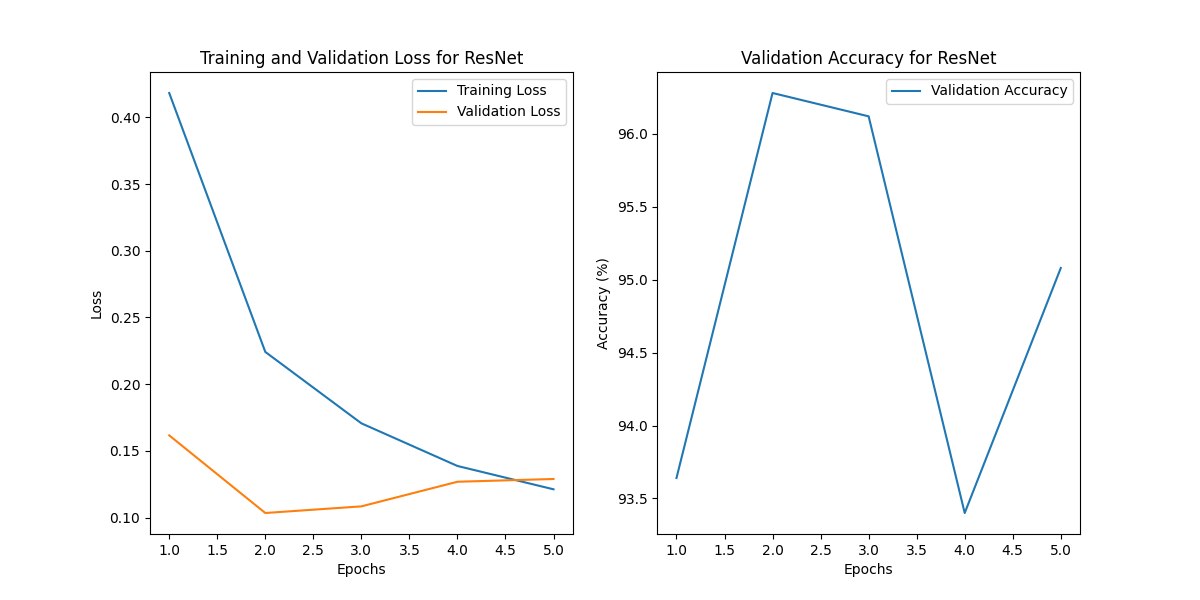 Training and Validation Loss for ResNet
Training Loss
Validation Loss
0.40
0.35
0.30
0.25
0.20
0.15
0.10
Loss
1.0 1.5 2.0 2.5 3.0 3.5 4.0 4.5 5.0
Epochs
Validation Accuracy for ResNet
Validation Accuracy
96.0
95.5
95.0
94.5
94.0
93.5
Accuracy (%)
1.0 1.5 2.0 2.5 3.0 3.5 4.0 4.5 5.0
Epochs